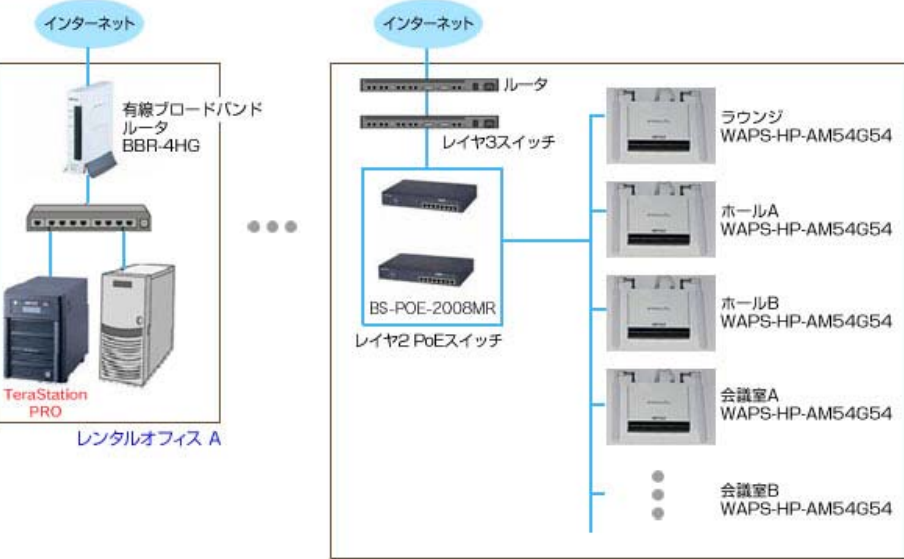 インターネット
有線ブロードバンド
ルータ
BBR-4HG
TeraStation
PRO
レンタルオフィス A
インターネット
ルータ
レイヤ3スイッチ
BS-POE-2008MR
レイヤ2 PoEスイッチ
ラウンジ
WAPS-HP-AM54G54
ホールA
WAPS-HP-AM54G54
ホールB
WAPS-HP-AM54G54
会議室A
WAPS-HP-AM54G54
会議室B
WAPS-HP-AM54G54